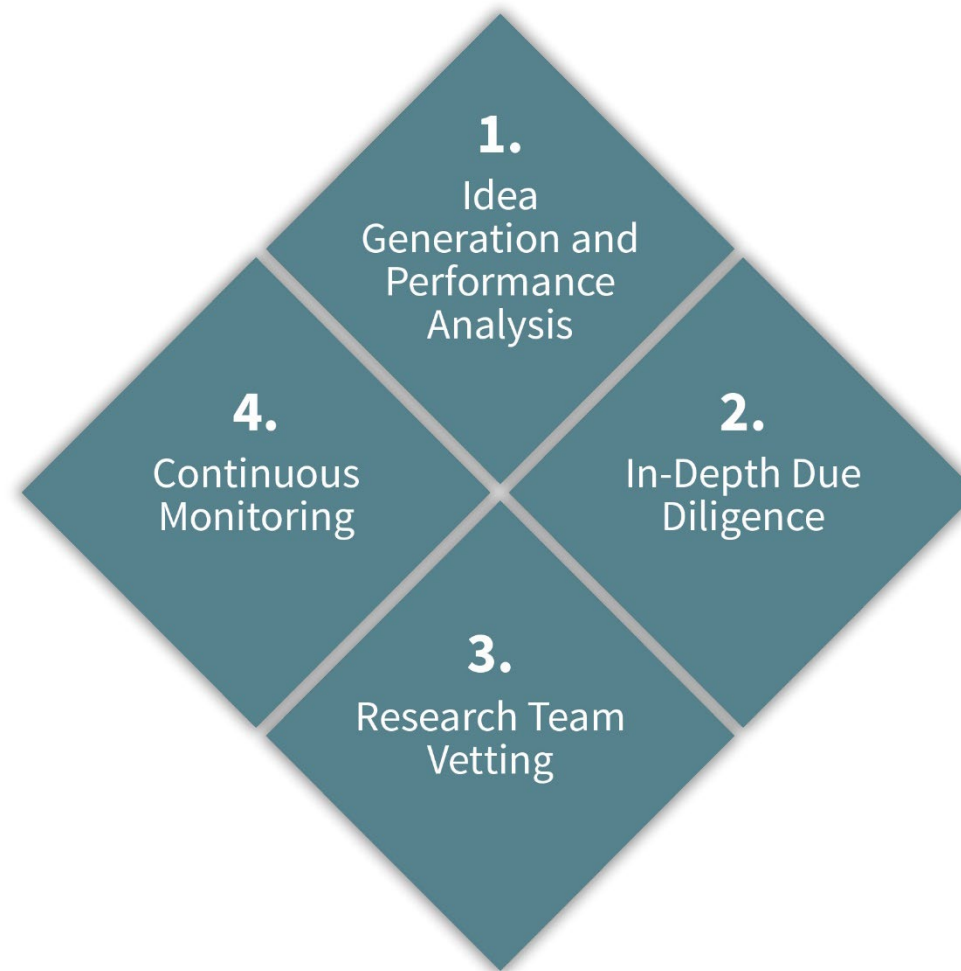 1.
Idea
Generation and
Performance
Analysis
2.
In-Depth Due
Diligence
3.
Research Team
Vetting
4.
Continuous
Monitoring